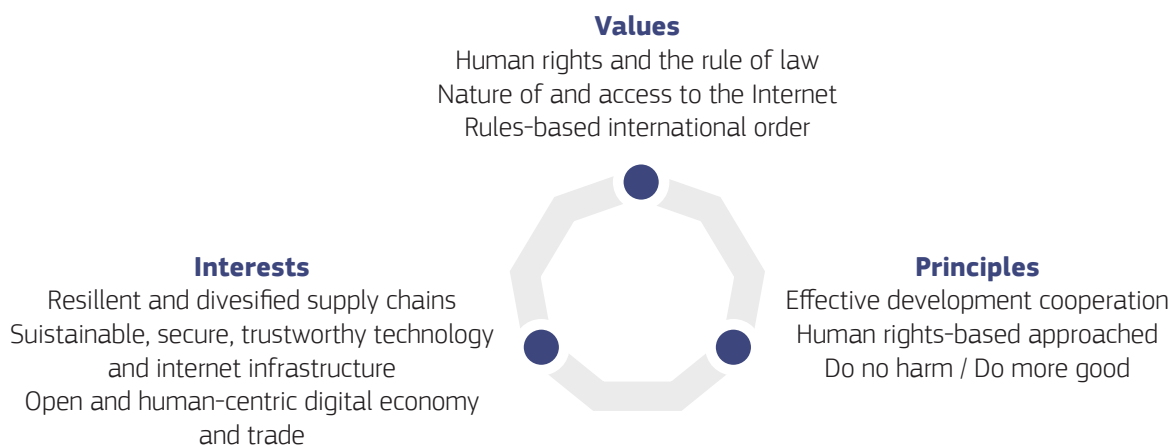 Values
Human rights and the rule of law
Nature of and access to the Internet
Rules-based international order
Interests
Resillent and divesified supply chains
Suistainable, secure, trustworthy technology
and internet infrastructure
Open and human-centric digital economy
and trade
Principles
Effective development cooperation
Human rights-based approached
Do no harm / Do more good